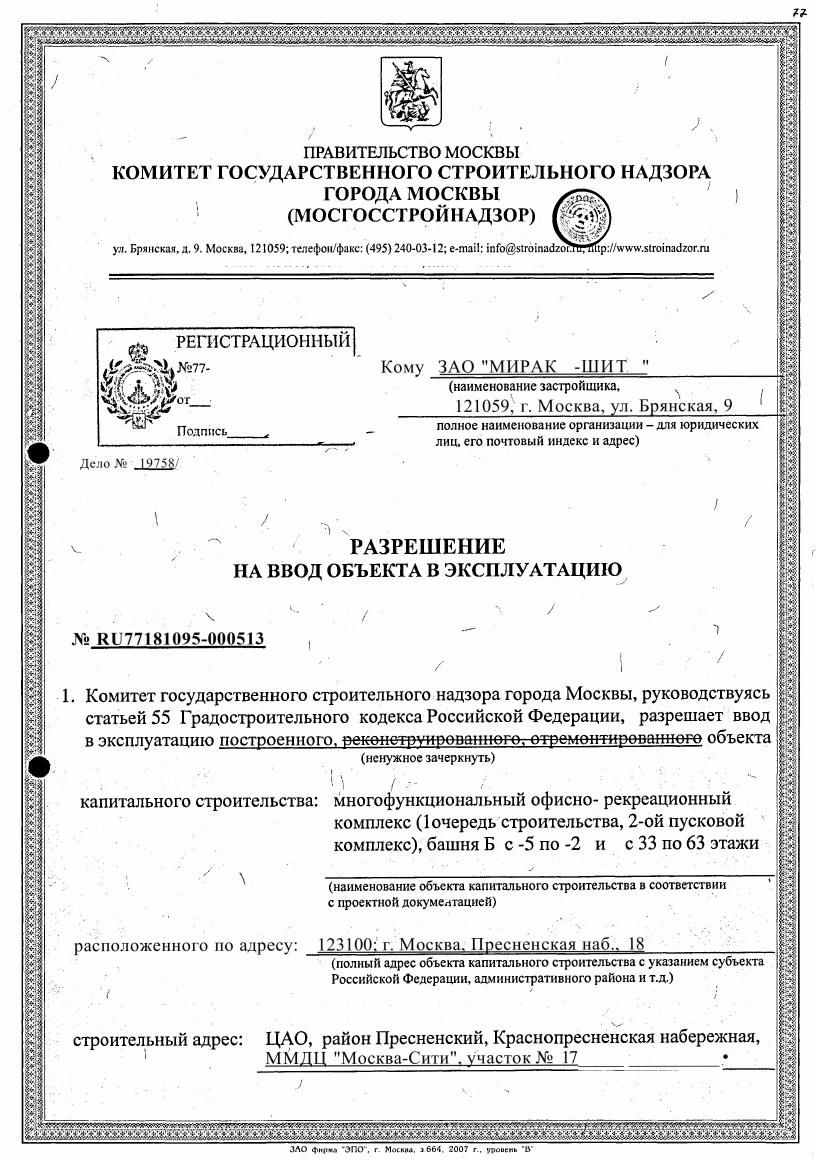 77
ПРАВИТЕЛЬСТВО МОСКВЫ
КОМИТЕТ ГОСУДАРСТВЕННОГО СТРОИТЕЛЬНОГО НАДЗОРА
ГОРОДА МОСКВЫ
(МОСГОССТРОЙНАДЗОР)
ул. Брянская, д. 9. Москва, 121059; телефон/факс: (495) 240-03-12; e-mail: info@stroinadzor.ru, http://www.stroinadzor.ru
РЕГИСТРАЦИОННЫЙ
№77-
от
Подпись
Дело № 19758/
Кому ЗАО "МИРАК -ШИТ "
(наименование застройщика,
121059, г. Москва, ул. Брянская, 9
полное наименование организации – для юридических
лиц, его почтовый индекс и адрес)
РАЗРЕШЕНИЕ
НА ВВОД ОБЪЕКТА В ЭКСПЛУАТАЦИЮ
№ RU77181095-000513
1. Комитет государственного строительного надзора города Москвы, руководствуясь
статьей 55 Градостроительного кодекса Российской Федерации, разрешает ввод
в эксплуатацию построенного, реконструированного, отремонтированного объекта
(ненужное зачеркнуть)
капитального строительства: многофункциональный офисно- рекреационный
комплекс (1очередь строительства, 2-ой пусковой
комплекс), башня Б с -5 по -2 и с 33 по 63 этажи
(наименование объекта капитального строительства в соответствии
с проектной документацией)
расположенного по адресу: 123100; г. Москва, Пресненская наб., 18
(полный адрес объекта капитального строительства с указанием субъекта
Российской Федерации, административного района и т.д.)
строительный адрес: ЦАО, район Пресненский, Краснопресненская набережная,
ММДЦ "Москва-Сити", участок № 17
ЗАО фирма "ЭПО", г. Москва, з.664, 2007 г., уровень "В"